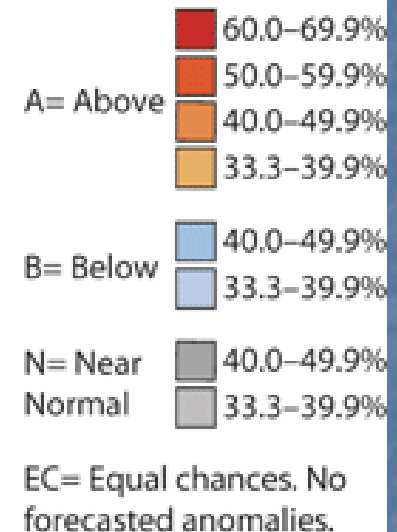 60.0–69.9%
50.0–59.9%
A= Above
40.0–49.9%
33.3–39.9%
40.0–49.9%
B= Below
33.3–39.9%
N= Near
Normal
40.0–49.9%
33.3–39.9%
EC= Equal chances. No
forecasted anomalies.